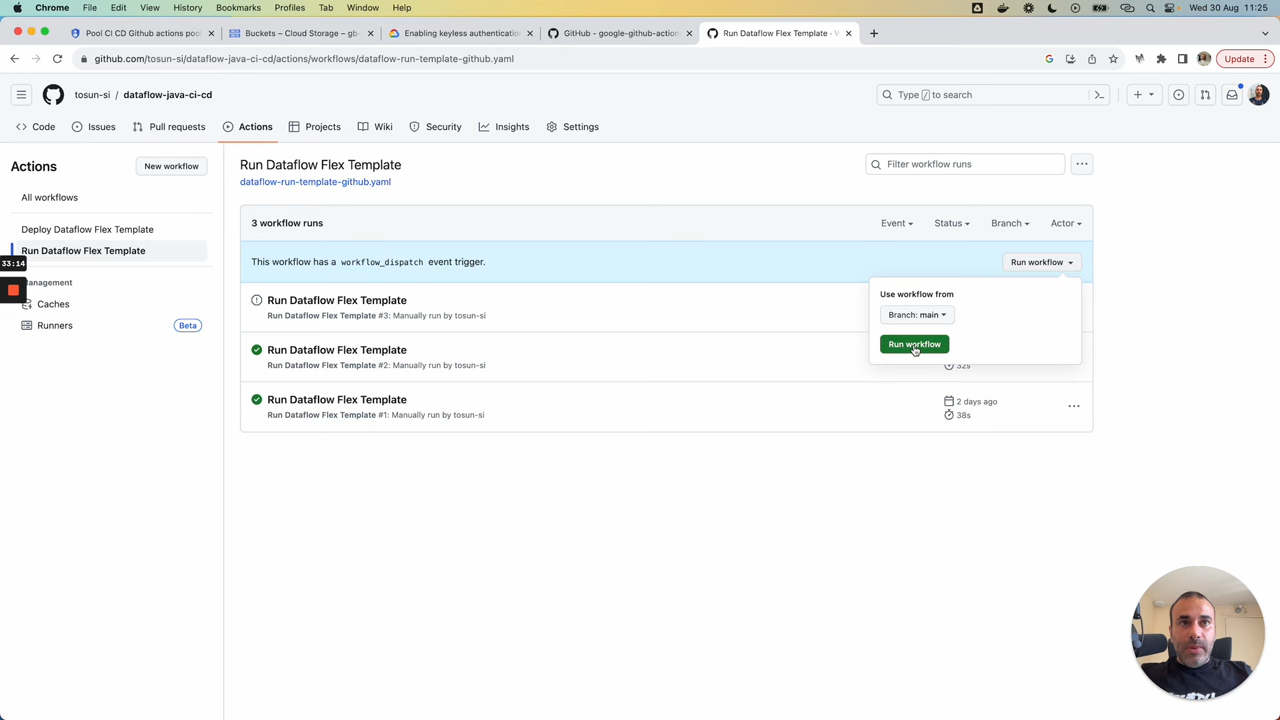 Chrome File Edit View History Bookmarks Profiles Tab Window Help Wed 30 Aug 11:25
Pool CI CD Github actions pool Buckets – Cloud Storage – gb- Enabling keyless authentication GitHub - google-github-action Run Dataflow Flex Template ·
github.com/tosun-si/dataflow-java-ci-cd/actions/workflows/dataflow-run-template-github.yaml Update
tosun-si / dataflow-java-ci-cd Type / to search
Code Issues Pull requests Actions Projects Wiki Security Insights Settings
Actions New workflow
All workflows
Deploy Dataflow Flex Template
Run Dataflow Flex Template
33:14
anagement
Caches
Runners Beta
Run Dataflow Flex Template
dataflow-run-template-github.yaml
Filter workflow runs
3 workflow runs Event Status Branch Actor
This workflow has a workflow_dispatch event trigger. Run workflow
Use workflow from
Branch: main
Run workflow
Run Dataflow Flex Template
Run Dataflow Flex Template #3: Manually run by tosun-si
Run Dataflow Flex Template
Run Dataflow Flex Template #2: Manually run by tosun-si 32s
Run Dataflow Flex Template 2 days ago
Run Dataflow Flex Template #1: Manually run by tosun-si 38s